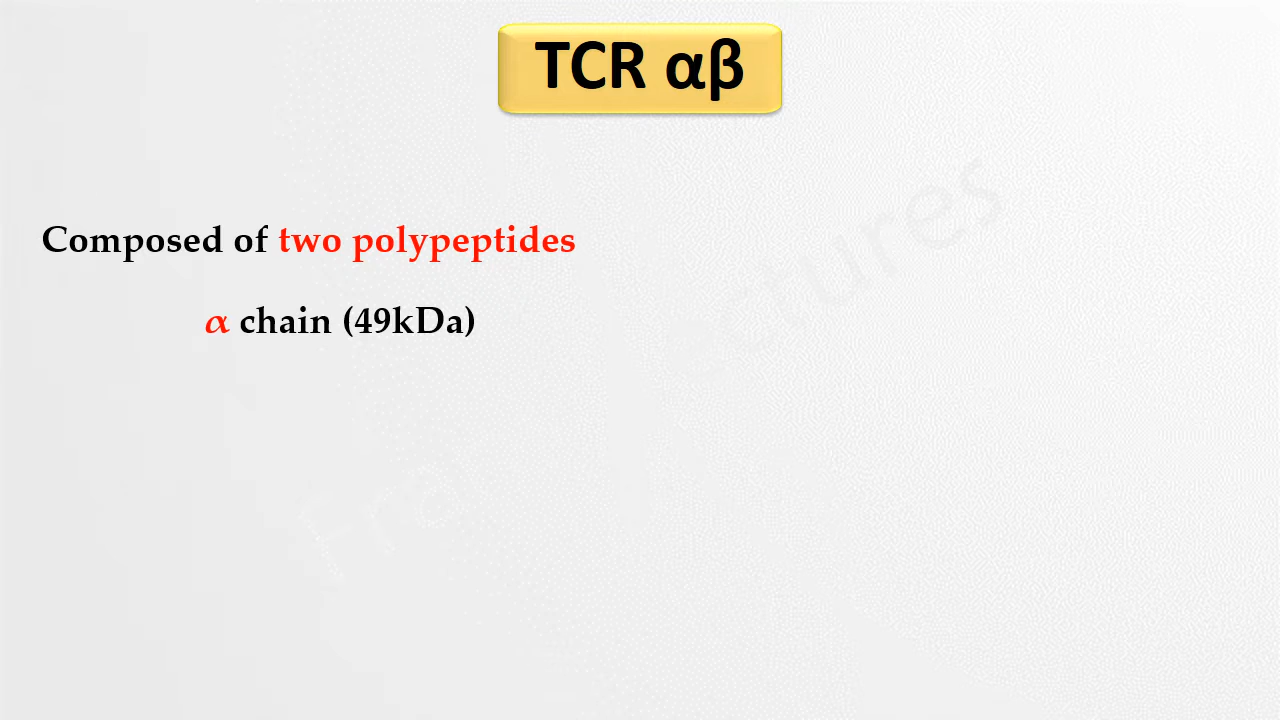 TCR αβ
Composed of two polypeptides
α chain (49kDa)